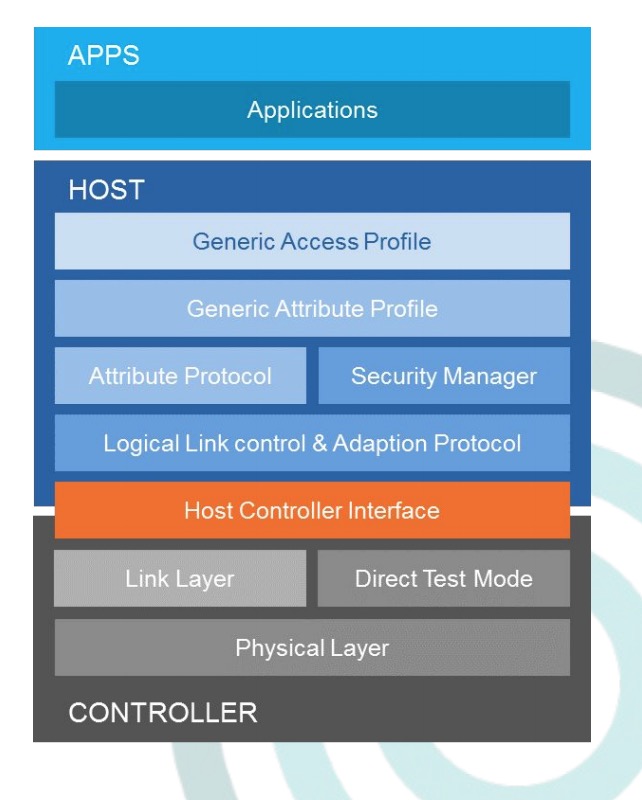 APPS
Applications
HOST
Generic Access Profile
Generic Attribute Profile
Attribute Protocol
Security Manager
Logical Link control & Adaption Protocol
Host Controller Interface
Link Layer
Direct Test Mode
Physical Layer
CONTROLLER